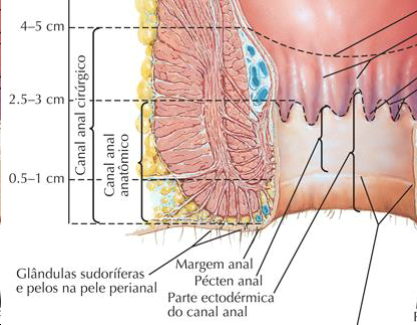 4–5 cm
2.5–3 cm
0.5–1 cm
Canal anal cirúrgico
Canal anal
anatômico
Glândulas sudoríferas
e pelos na pele perianal
Margem anal
Pécten anal
Parte ectodérmica
do canal anal